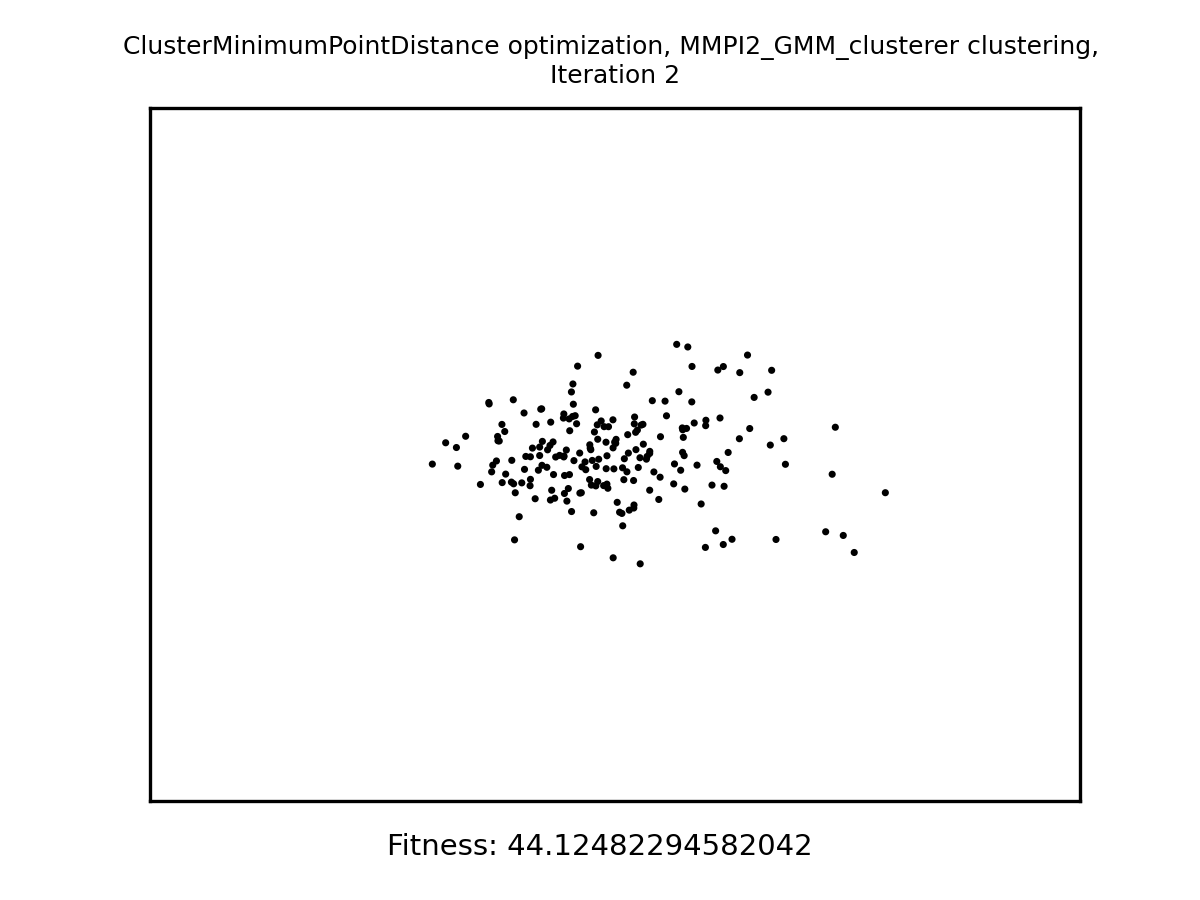 ClusterMinimumPointDistance optimization, MMPI2_GMM_clusterer clustering,
Iteration 2
Fitness: 44.12482294582042